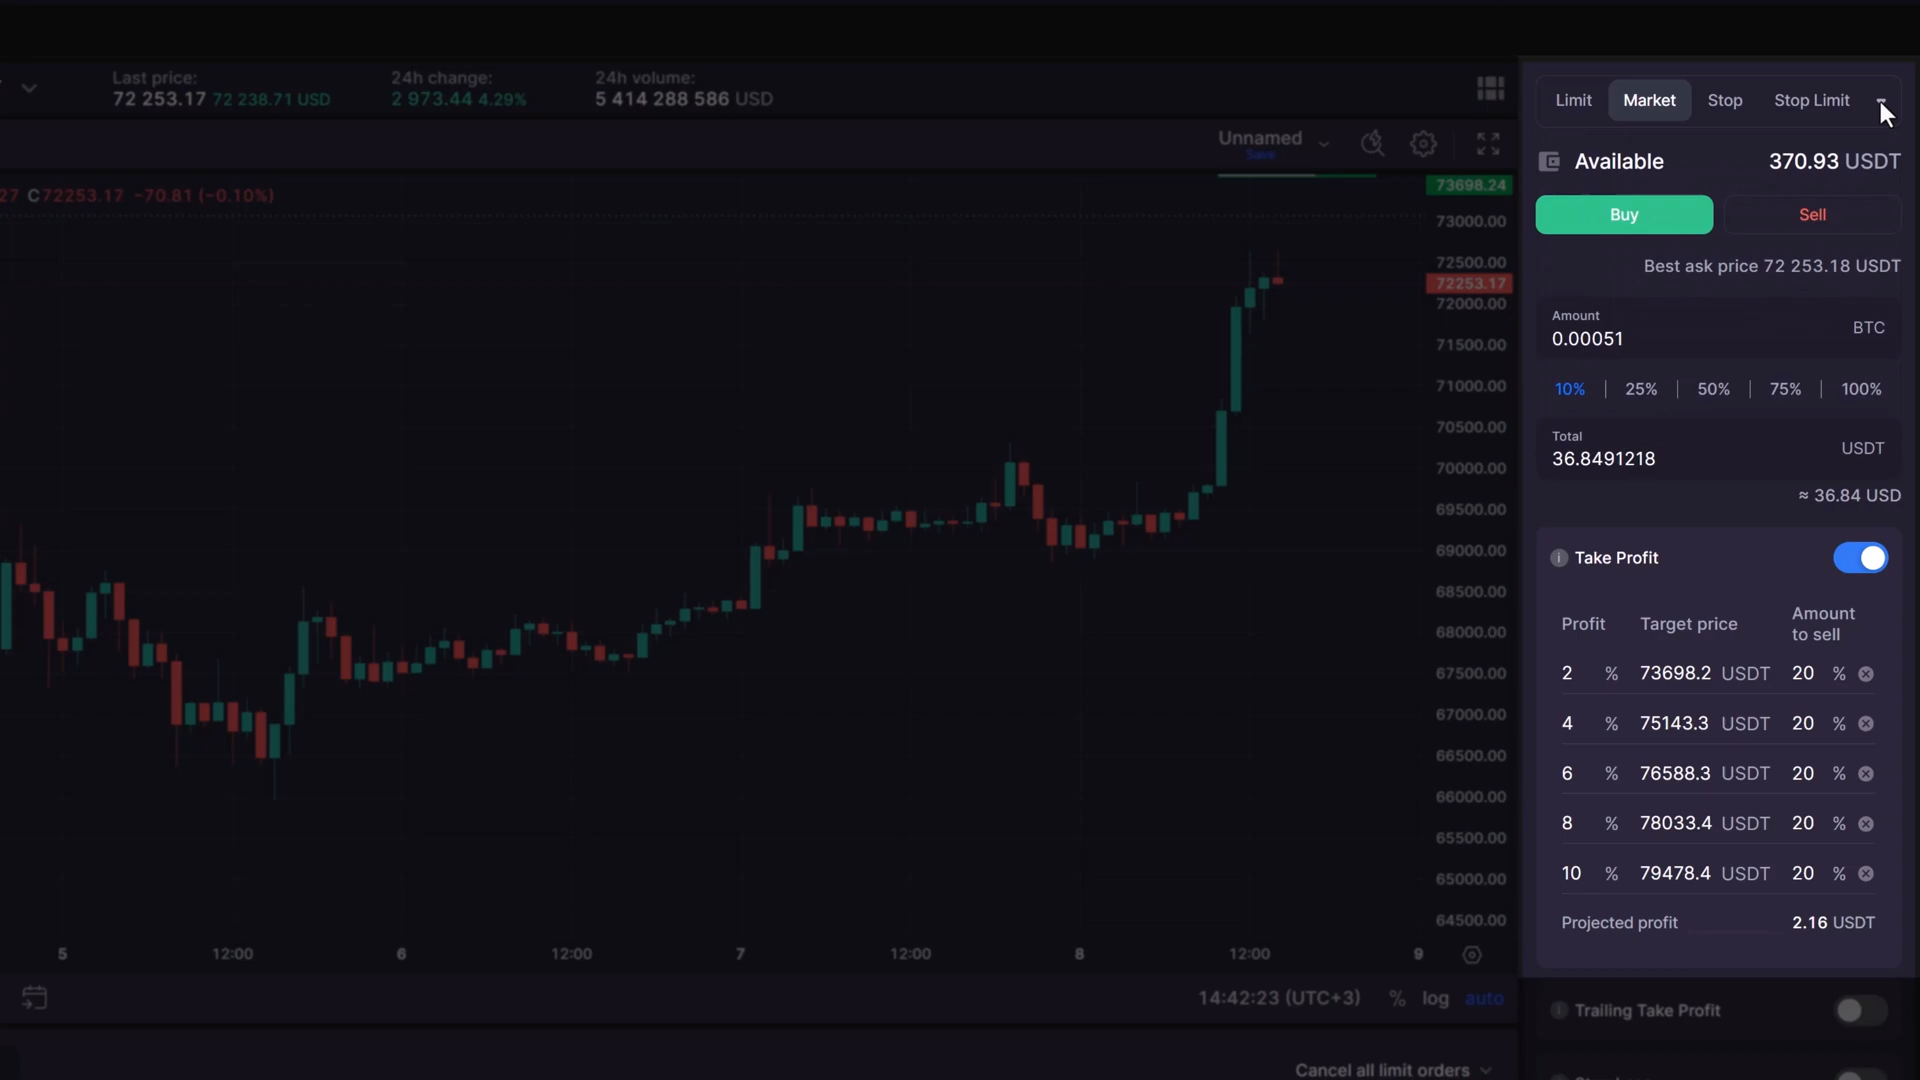 Last price:
72 253.17 72 238.71 USD
24h change:
2 973.44 4.29%
24h volume:
5 414 288 586 USD
Unnamed
Save
27 C72253.17 −70.81 (−0.10%)
73698.24
73000.00
72500.00
72253.17
72000.00
71500.00
71000.00
70500.00
70000.00
69500.00
69000.00
68500.00
68000.00
67500.00
67000.00
66500.00
66000.00
65500.00
65000.00
64500.00
5 12:00 6 12:00 7 12:00 8 12:00 9
14:42:23 (UTC+3) % log auto
Cancel all limit orders
Limit Market Stop Stop Limit
Available 370.93 USDT
Buy Sell
Best ask price 72 253.18 USDT
Amount
0.00051 BTC
10% | 25% | 50% | 75% | 100%
Total
36.8491218 USDT
≈ 36.84 USD
Take Profit
Profit Target price Amount to sell
2 % 73698.2 USDT 20 %
4 % 75143.3 USDT 20 %
6 % 76588.3 USDT 20 %
8 % 78033.4 USDT 20 %
10 % 79478.4 USDT 20 %
Projected profit 2.16 USDT
Trailing Take Profit